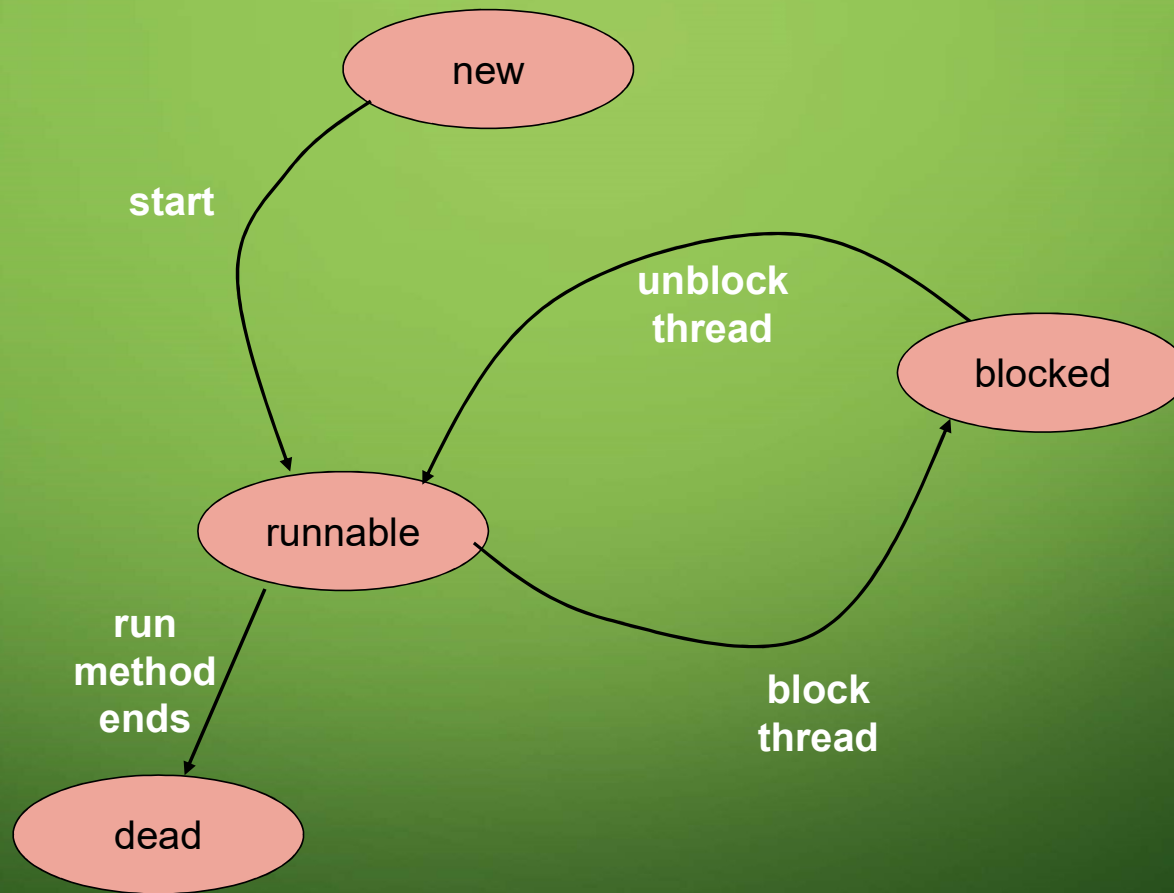 new
start
unblock
thread
blocked
runnable
run
method
ends
block
thread
dead